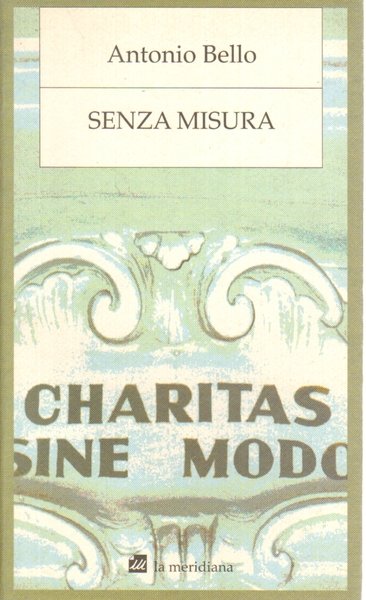 Antonio Bello
SENZA MISURA
CHARITAS
SINE MODO
la meridiana